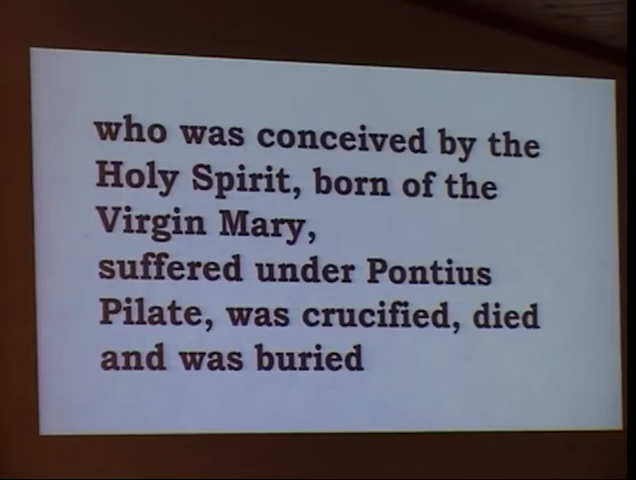 who was conceived by the
Holy Spirit, born of the
Virgin Mary,
suffered under Pontius
Pilate, was crucified, died
and was buried